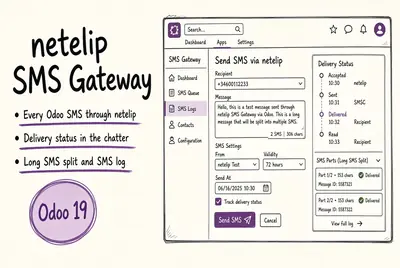 netelip
SMS Gateway
Every Odoo SMS through netelip
Delivery status in the chatter
Long SMS split and SMS log
Odoo 19
Search...
Dashboard Apps Settings
SMS Gateway
Dashboard
SMS Queue
SMS Logs
Contacts
Configuration
Send SMS via netelip
Recipient
+34600112233
Message
Hello, this is a test message sent through
netelip SMS Gateway via Odoo. This is a long
message that will be split into multiple SMS.
2 SMS | 306 chars
SMS Settings
From Validity
netelip Test 72 hours
Send At
06/16/2025 10:30
Track delivery status
Send SMS Cancel
Delivery Status
Accepted
10:30 netelip
Sent
10:31 SMSC
Delivered
10:32 Recipient
Read
10:33 Recipient
SMS Parts (Long SMS Split)
Part 1/2 • 153 chars Delivered
Message ID: 5187321
Part 2/2 • 153 chars Delivered
Message ID: 5187322
View full log